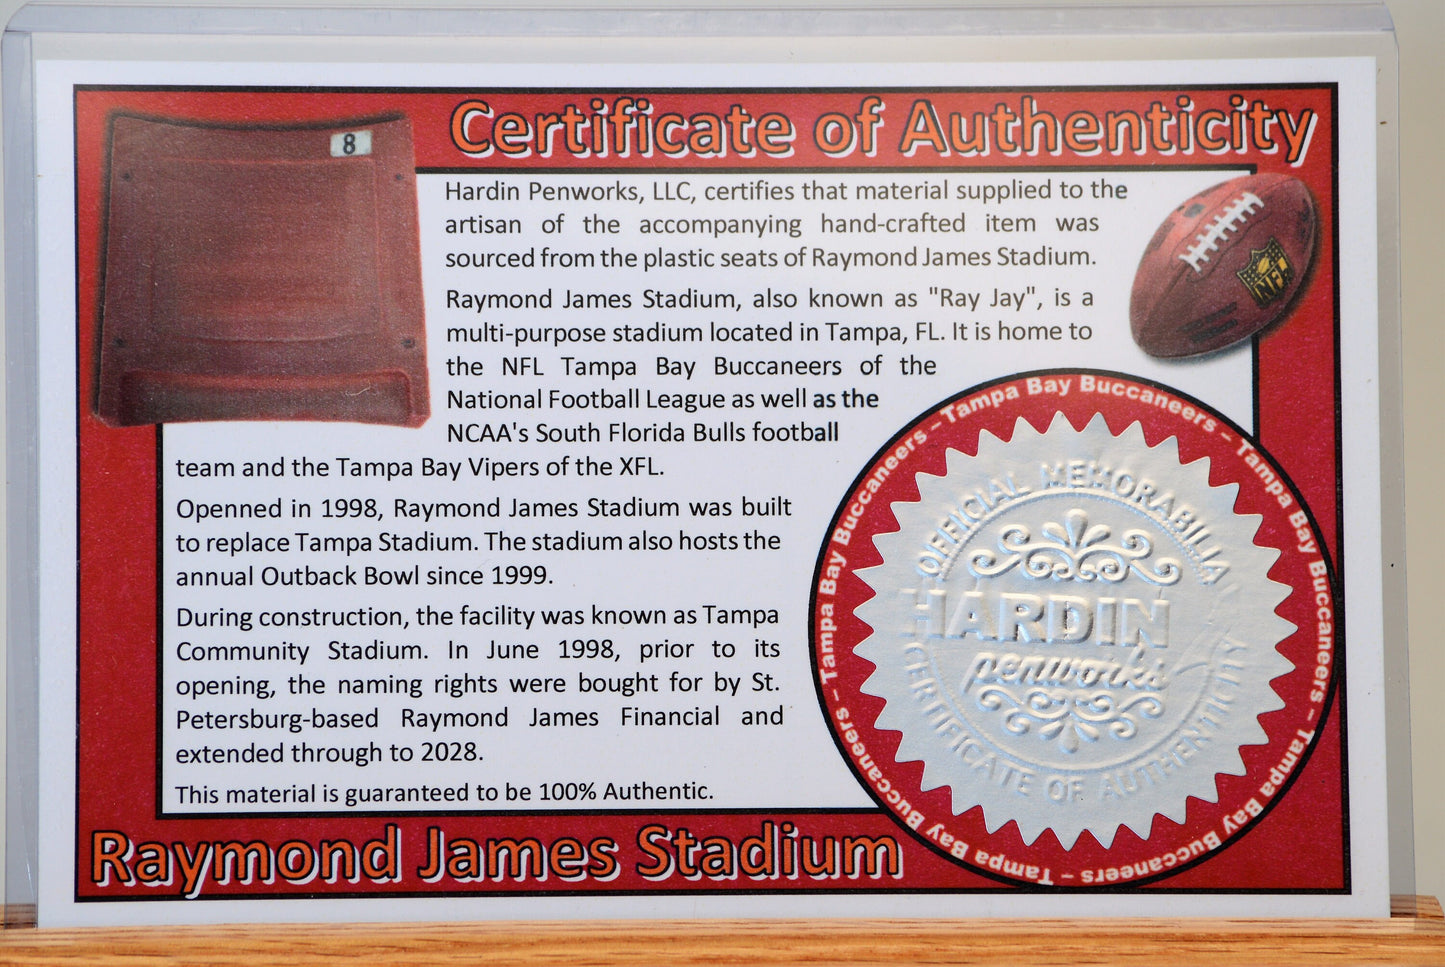 Certificate of Authenticity
8
Hardin Penworks, LLC, certifies that material supplied to the
artisan of the accompanying hand-crafted item was
sourced from the plastic seats of Raymond James Stadium.
Raymond James Stadium, also known as "Ray Jay", is a
multi-purpose stadium located in Tampa, FL. It is home to
the NFL Tampa Bay Buccaneers of the
National Football League as well as the
NCAA's South Florida Bulls football
team and the Tampa Bay Vipers of the XFL.
Openned in 1998, Raymond James Stadium was built
to replace Tampa Stadium. The stadium also hosts the
annual Outback Bowl since 1999.
During construction, the facility was known as Tampa
Community Stadium. In June 1998, prior to its
opening, the naming rights were bought for by St.
Petersburg-based Raymond James Financial and
extended through to 2028.
This material is guaranteed to be 100% Authentic.
Raymond James Stadium
NFL
Tampa Bay Buccaneers – Tampa Bay Buccaneers – Tampa Bay Buccaneers – Tampa Bay Buccaneers – Tampa Bay Buccaneers – Tampa Bay Buccaneers –
OFFICIAL MEMORABILIA
HARDIN
penworks
CERTIFICATE OF AUTHENTICITY